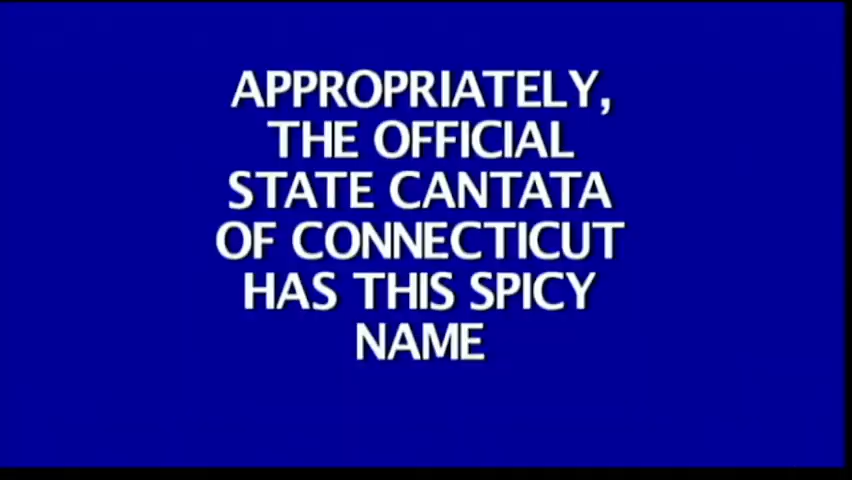 APPROPRIATELY,
THE OFFICIAL
STATE CANTATA
OF CONNECTICUT
HAS THIS SPICY
NAME